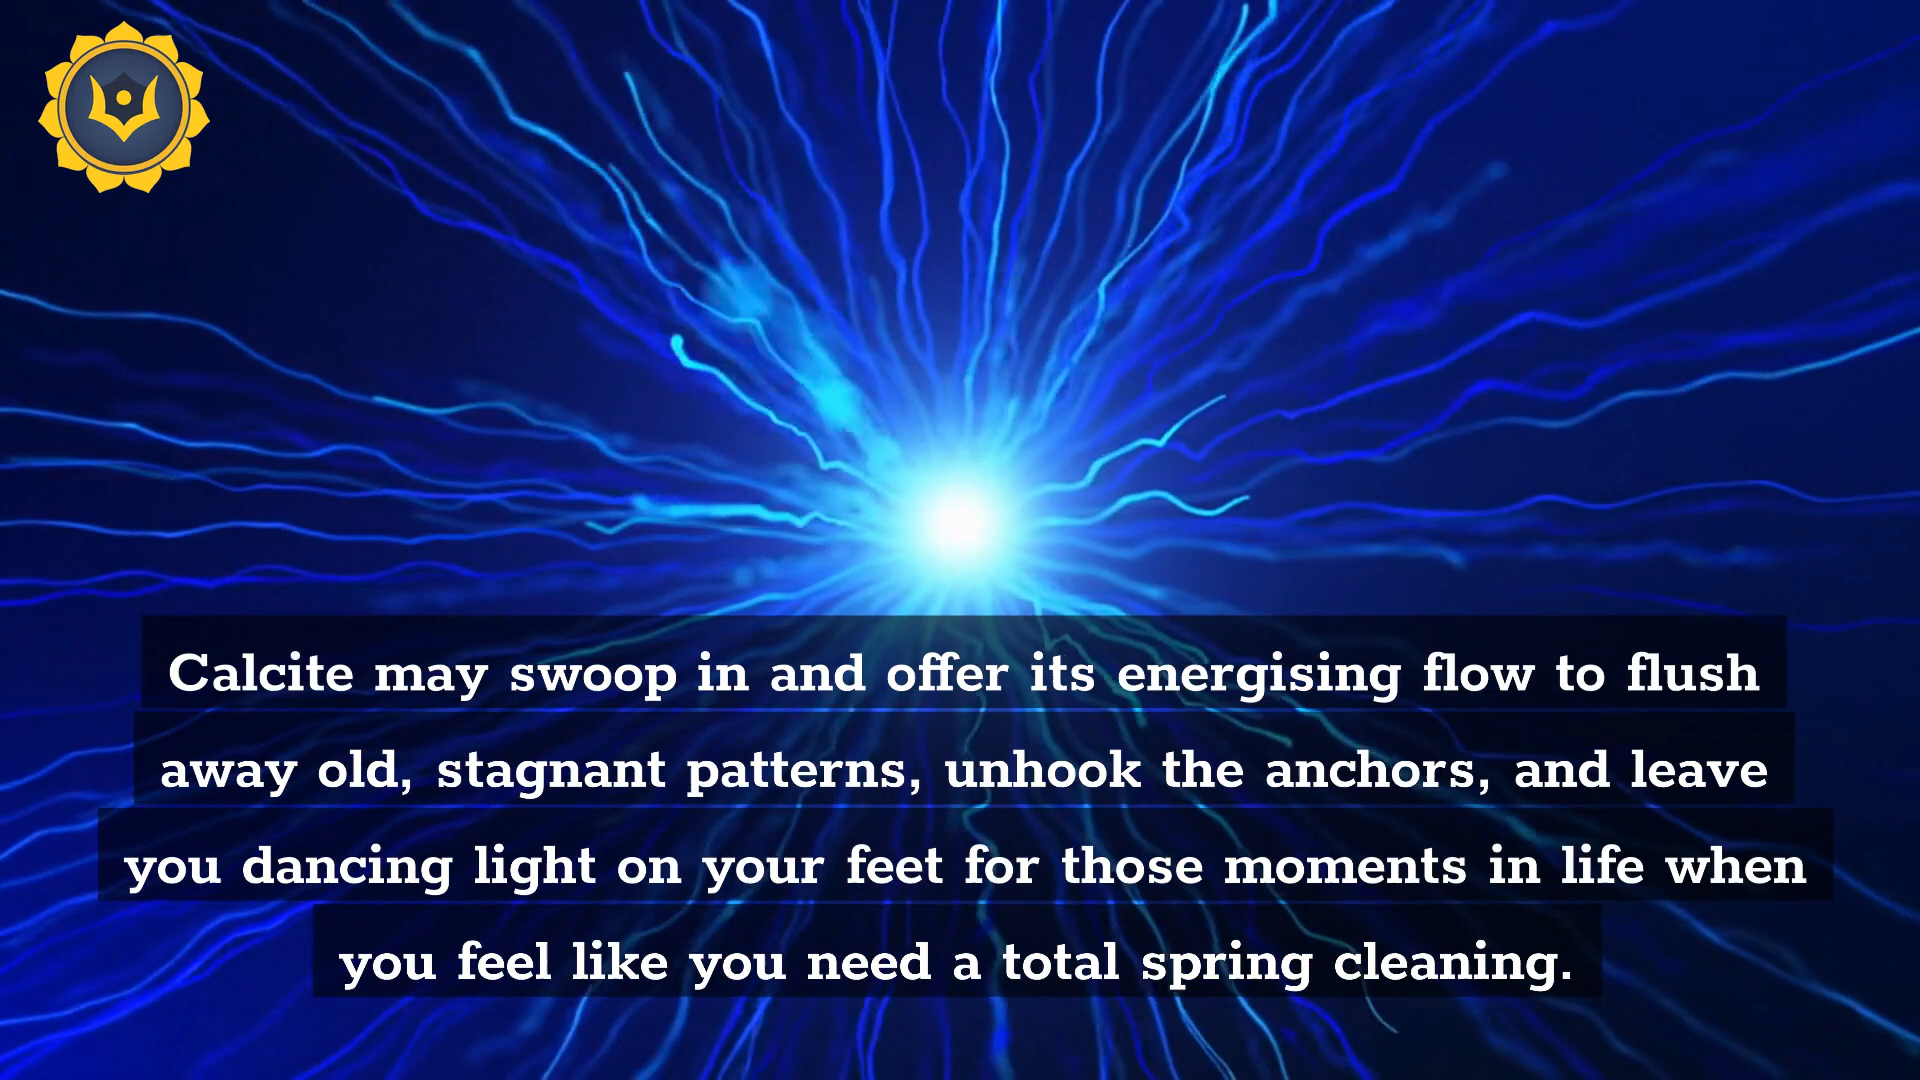 Calcite may swoop in and offer its energising flow to flush
away old, stagnant patterns, unhook the anchors, and leave
you dancing light on your feet for those moments in life when
you feel like you need a total spring cleaning.